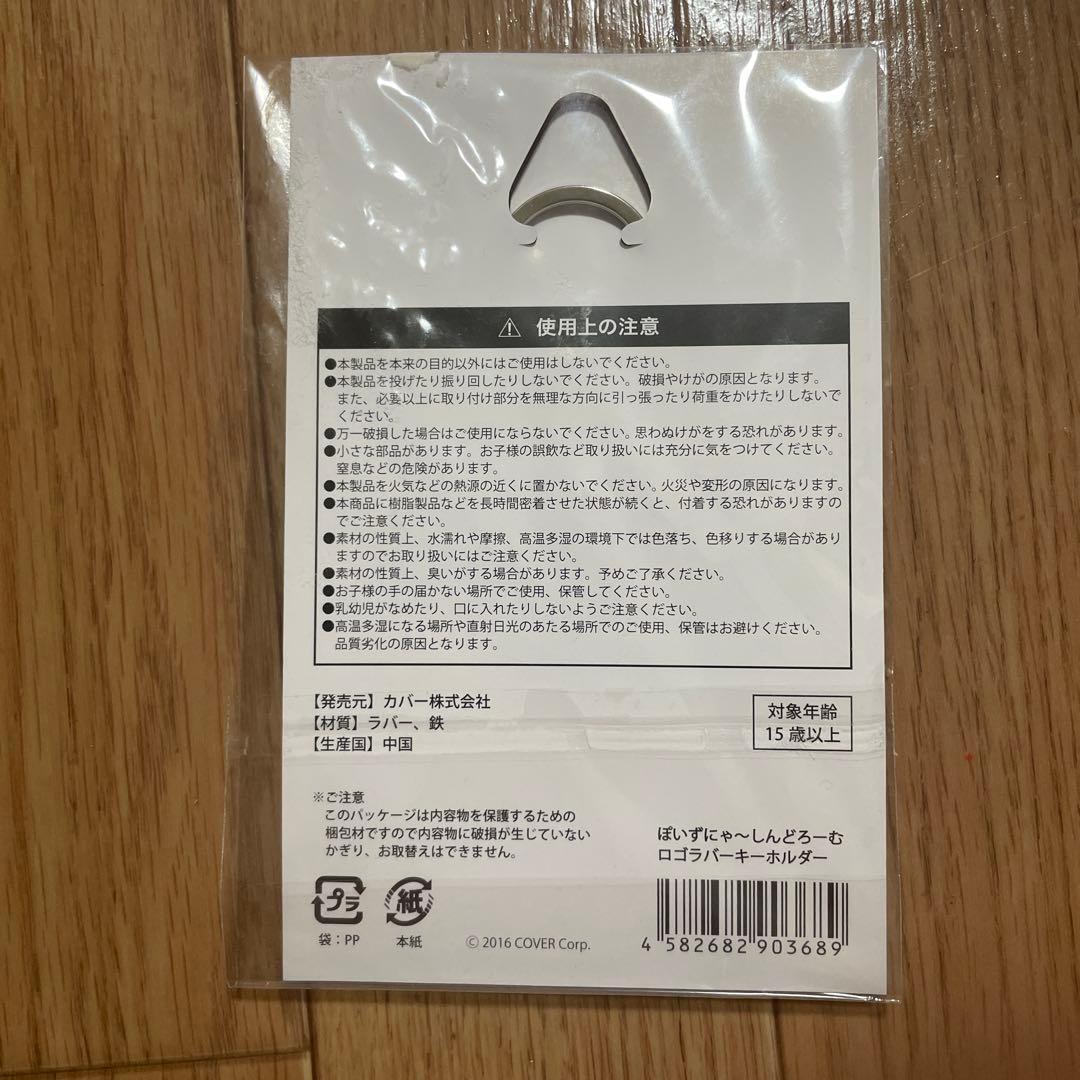 ⚠ 使用上の注意
●本製品を本来の目的以外にはご使用はしないでください。
●本製品を投げたり振り回したりしないでください。破損やけがの原因となります。
また、必要以上に取り付け部分を無理な方向に引っ張ったり荷重をかけたりしないで
ください。
●万一破損した場合はご使用にならないでください。思わぬけがをする恐れがあります。
●小さな部品があります。お子様の誤飲など取り扱いには充分に気をつけてください。
窒息などの危険があります。
●本製品を火気などの熱源の近くに置かないでください。火災や変形の原因になります。
●本商品に樹脂製品などを長時間密着させた状態が続くと、付着する恐れがありますの
でご注意ください。
●素材の性質上、水濡れや摩擦、高温多湿の環境下では色落ち、色移りする場合があり
ますのでお取り扱いにはご注意ください。
●素材の性質上、臭いがする場合があります。予めご了承ください。
●お子様の手の届かない場所でご使用、保管してください。
●乳幼児がなめたり、口に入れたりしないようご注意ください。
●高温多湿になる場所や直射日光のあたる場所でのご使用、保管はお避けください。
品質劣化の原因となります。
【発売元】カバー株式会社
【材質】ラバー、鉄
【生産国】中国
対象年齢
15歳以上
※ご注意
このパッケージは内容物を保護するための
梱包材ですので内容物に破損が生じていない
かぎり、お取替えはできません。
ぽいずにゃ〜しんどろーむ
ロゴラバーキーホルダー
プラ
袋：PP
紙
本紙
© 2016 COVER Corp.
4 582682 903689